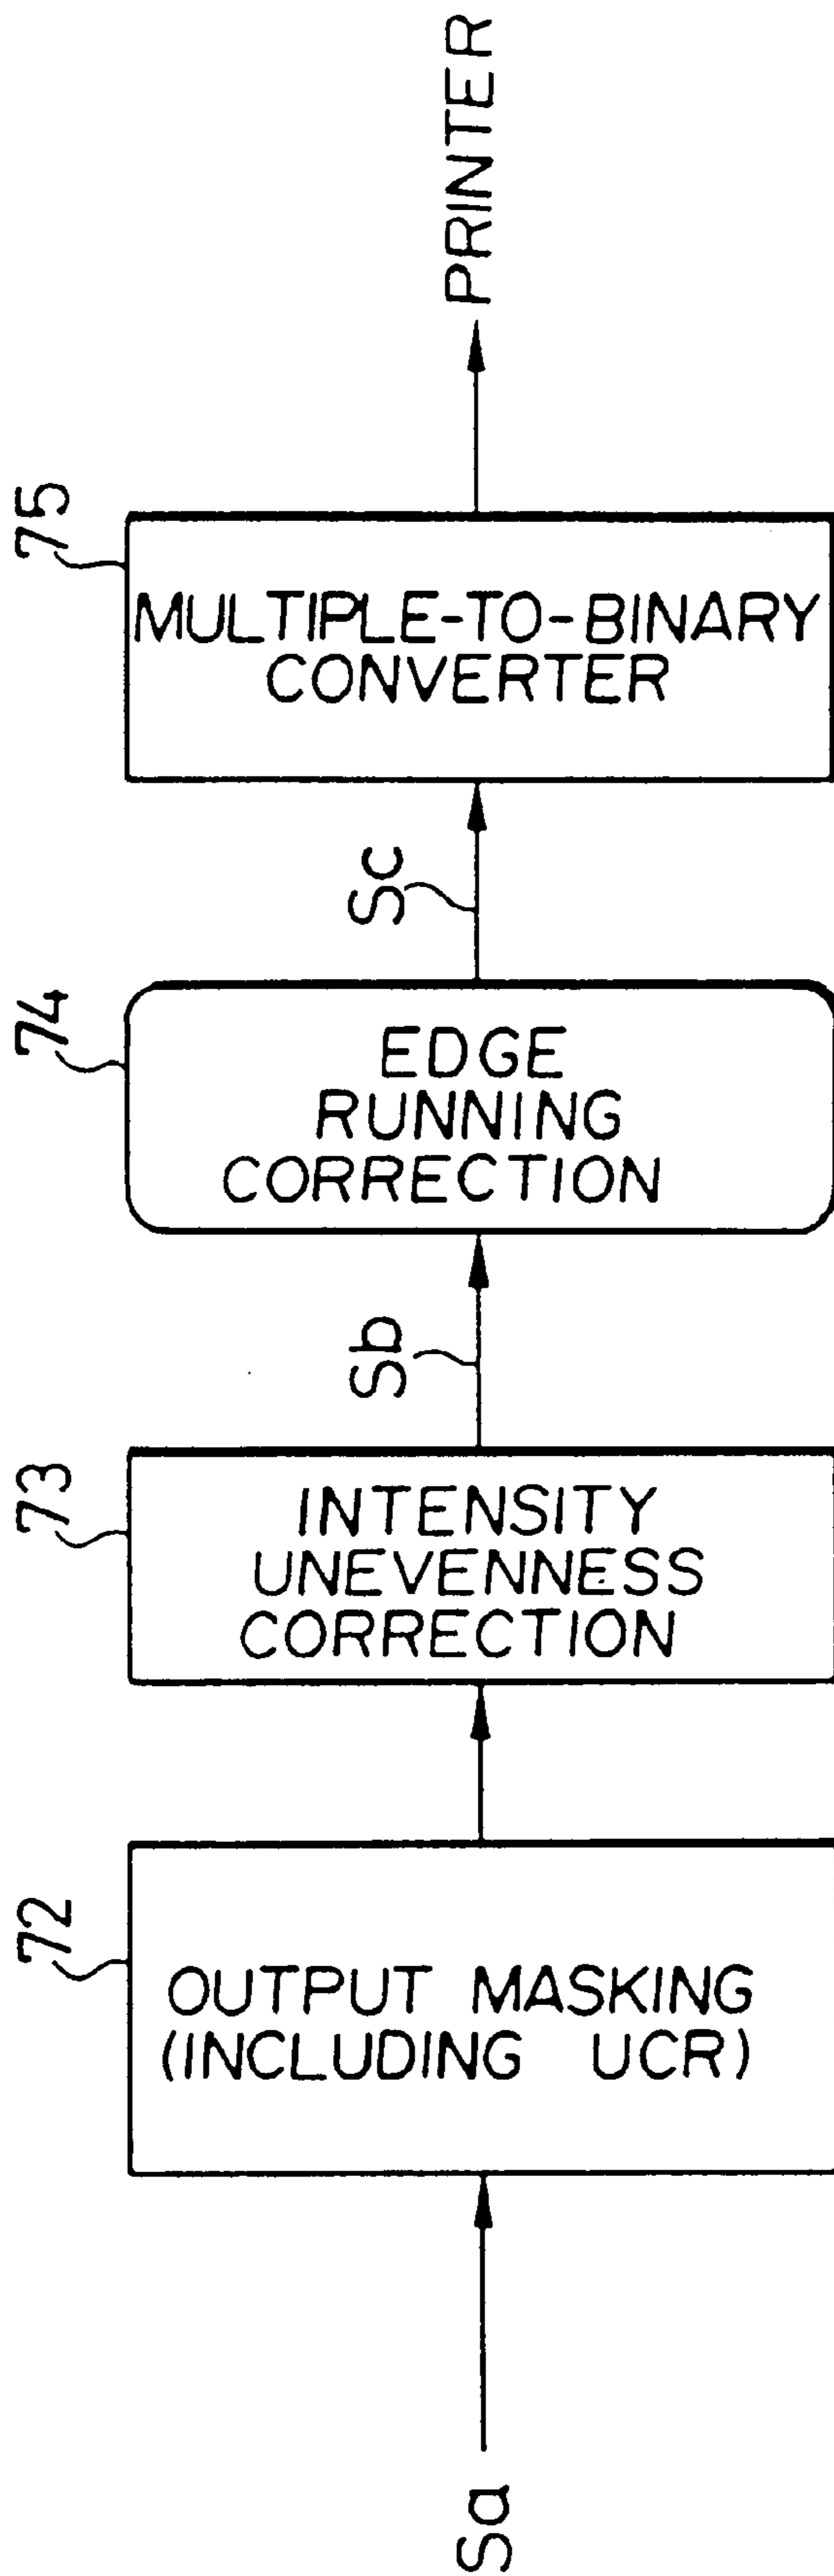 Sa
72
OUTPUT MASKING
(INCLUDING UCR)
73
INTENSITY
UNEVENNESS
CORRECTION
Sb
74
EDGE
RUNNING
CORRECTION
Sc
75
MULTIPLE-TO-BINARY
CONVERTER
PRINTER